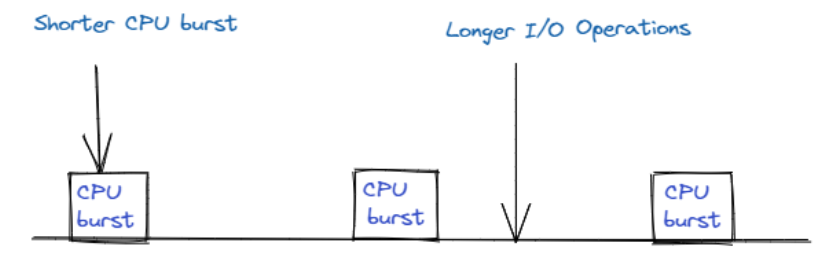 Shorter CPU burst
Longer I/O Operations
CPU
burst
CPU
burst
CPU
burst